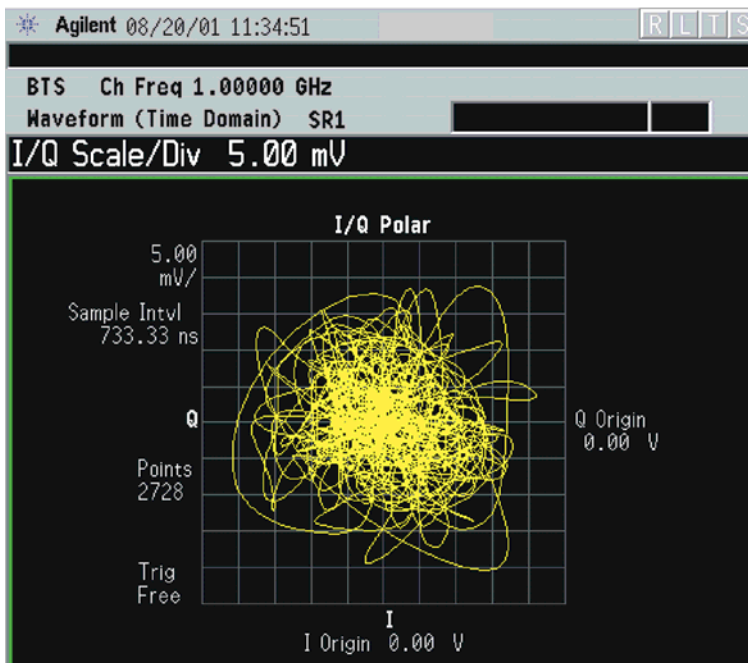 Agilent 08/20/01 11:34:51 R L T S
BTS Ch Freq 1.00000 GHz
Waveform (Time Domain) SR1
I/Q Scale/Div 5.00 mV
I/Q Polar
5.00
mV/
Sample Intvl
733.33 ns
Q
Q Origin
0.00 V
Points
2728
Trig
Free
I
I Origin 0.00 V